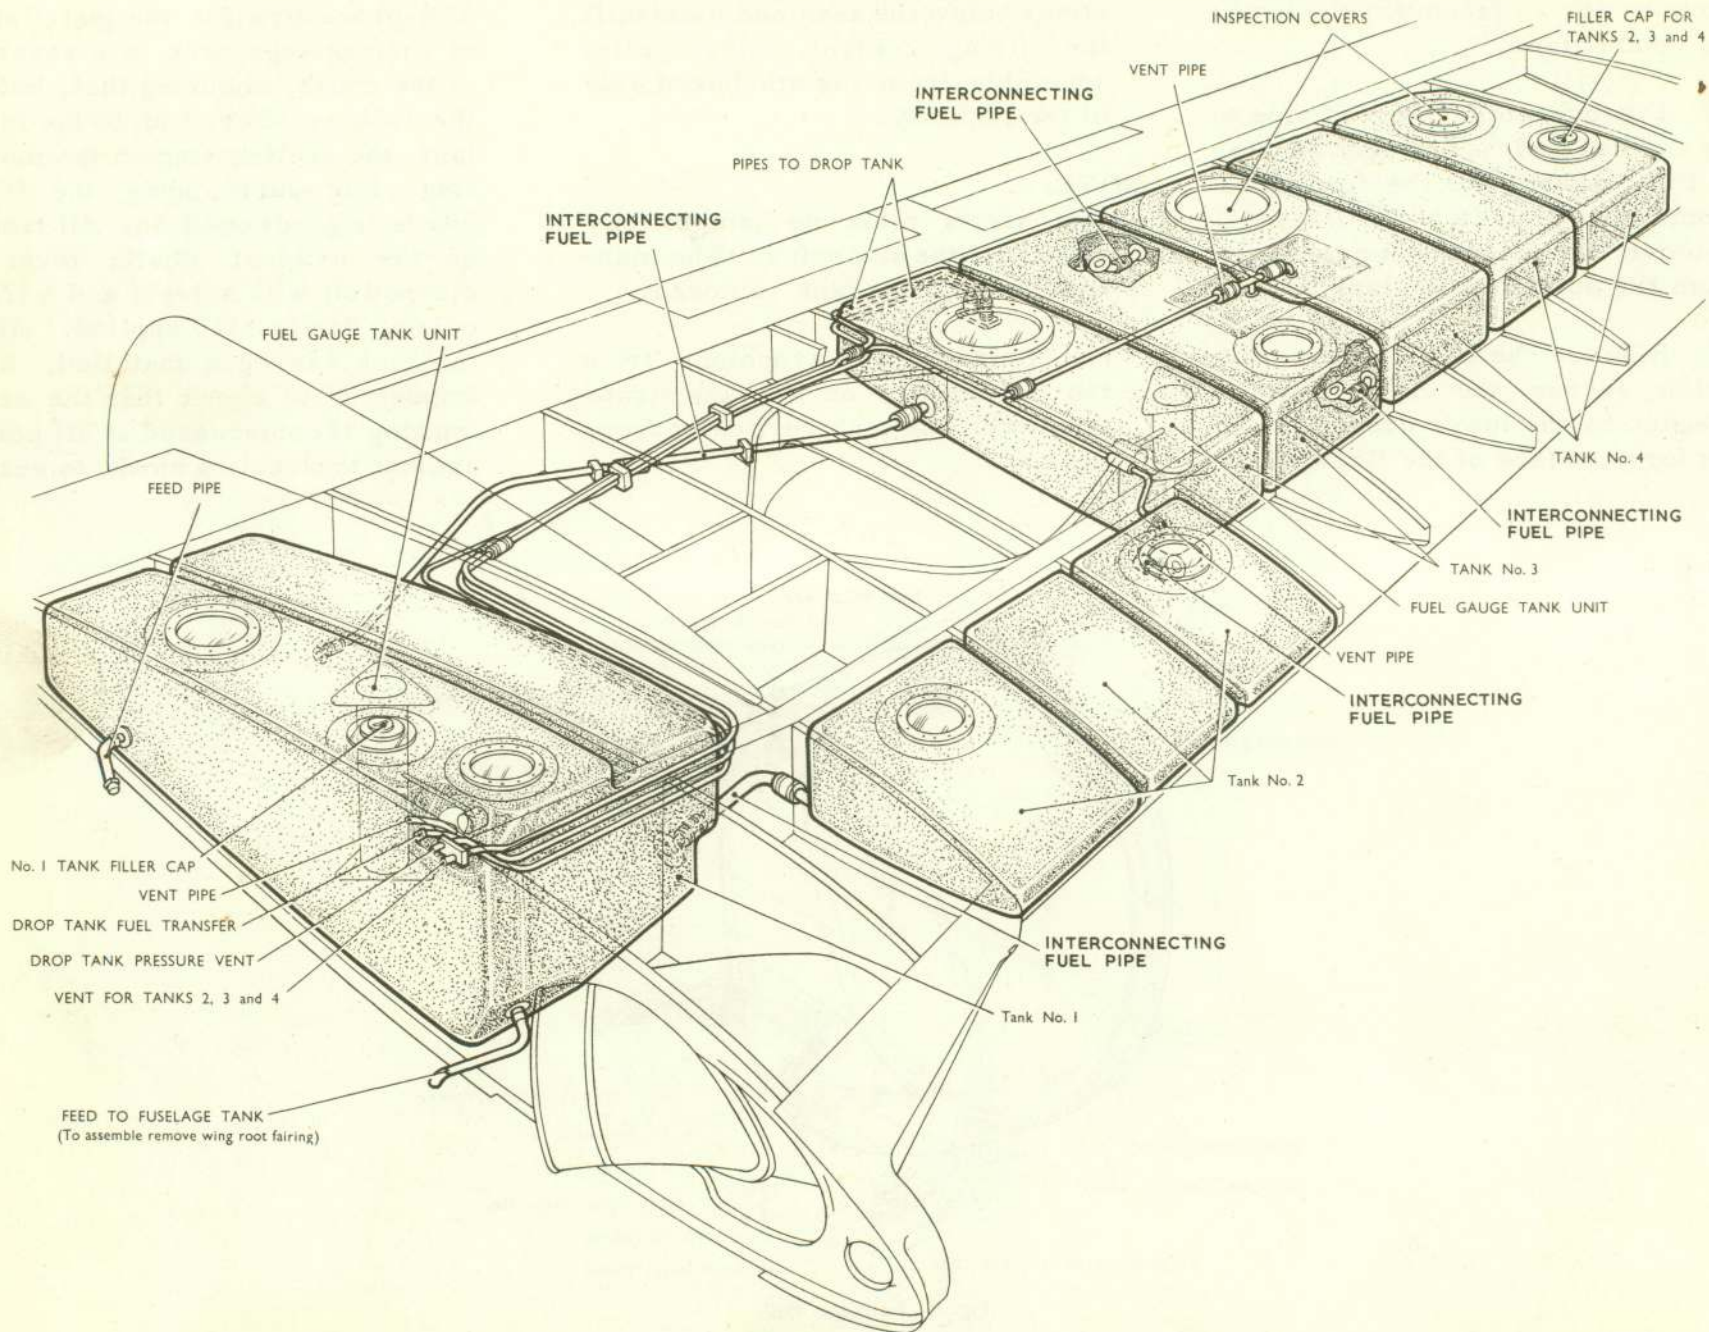 INSPECTION COVERS
FILLER CAP FOR
TANKS 2, 3 and 4
VENT PIPE
INTERCONNECTING
FUEL PIPE
PIPES TO DROP TANK
INTERCONNECTING
FUEL PIPE
FUEL GAUGE TANK UNIT
FEED PIPE
TANK No. 4
INTERCONNECTING
FUEL PIPE
TANK No. 3
FUEL GAUGE TANK UNIT
VENT PIPE
INTERCONNECTING
FUEL PIPE
Tank No. 2
No. 1 TANK FILLER CAP
VENT PIPE
DROP TANK FUEL TRANSFER
DROP TANK PRESSURE VENT
VENT FOR TANKS 2, 3 and 4
INTERCONNECTING
FUEL PIPE
Tank No. 1
FEED TO FUSELAGE TANK
(To assemble remove wing root fairing)